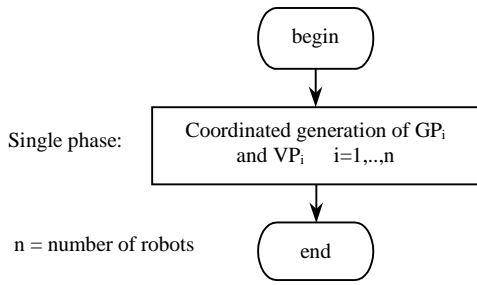 begin
Single phase:
Coordinated generation of GPi
and VPi i=1,..,n
n = number of robots
end